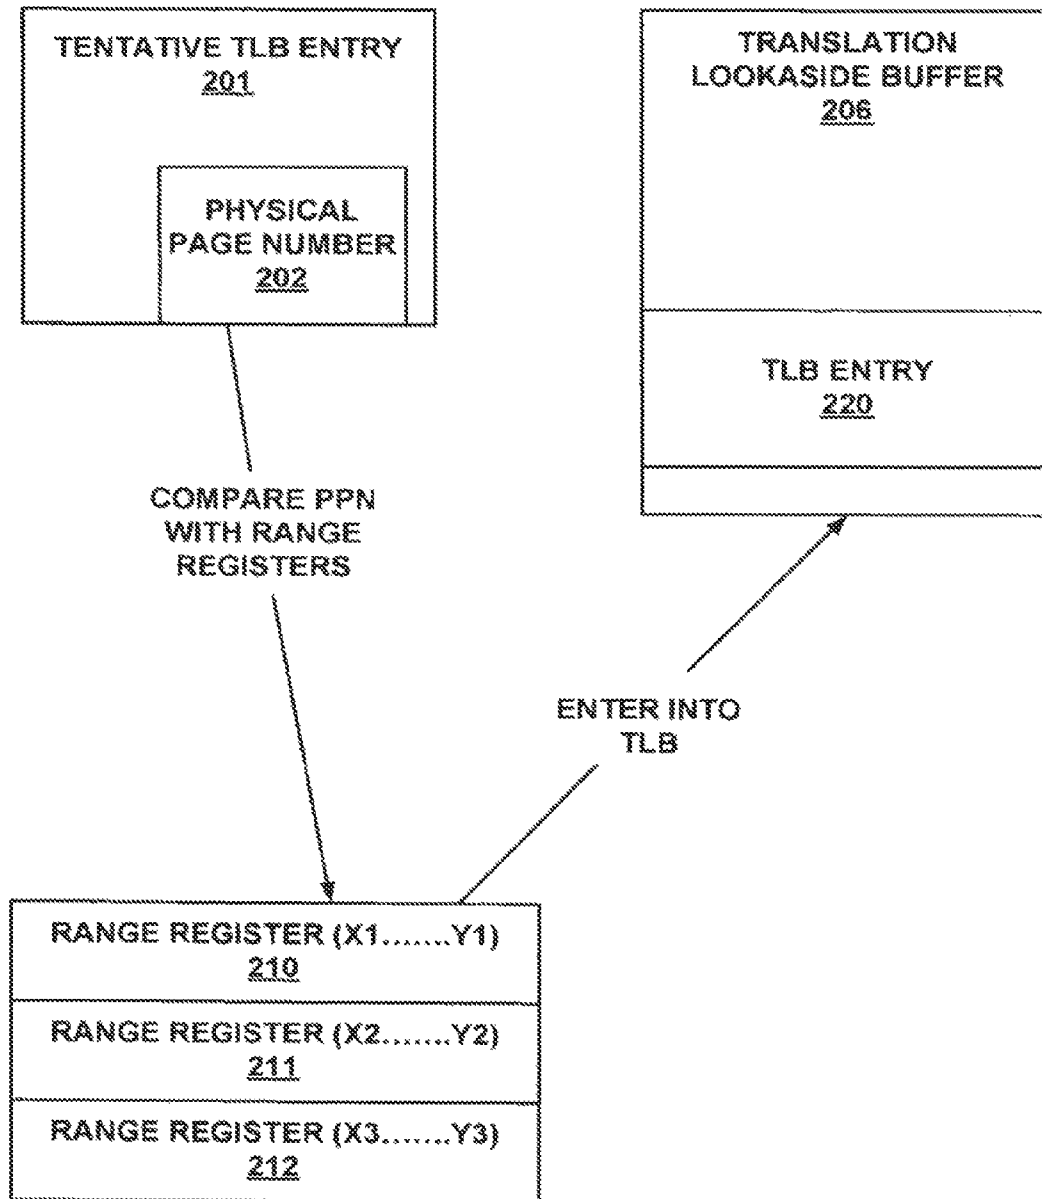 TENTATIVE TLB ENTRY
201
PHYSICAL
PAGE NUMBER
202
TRANSLATION
LOOKASIDE BUFFER
206
TLB ENTRY
220
COMPARE PPN
WITH RANGE
REGISTERS
ENTER INTO
TLB
RANGE REGISTER (X1.......Y1)
210
RANGE REGISTER (X2.......Y2)
211
RANGE REGISTER (X3.......Y3)
212